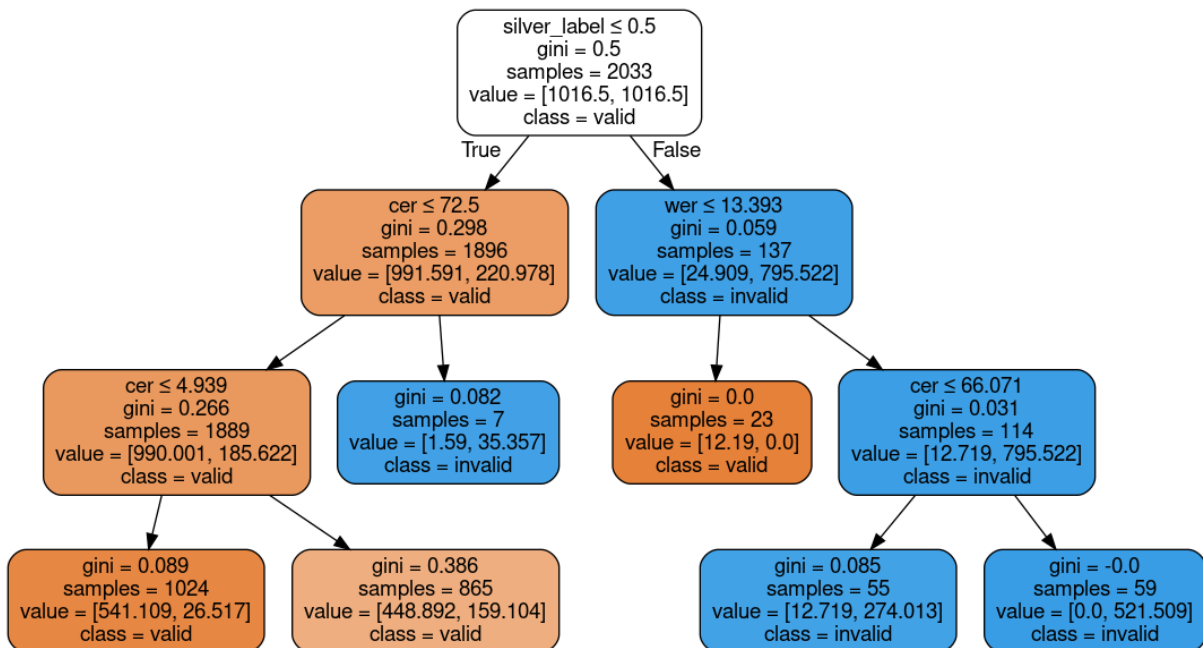 silver_label ≤ 0.5
gini = 0.5
samples = 2033
value = [1016.5, 1016.5]
class = valid
True
False
cer ≤ 72.5
gini = 0.298
samples = 1896
value = [991.591, 220.978]
class = valid
wer ≤ 13.393
gini = 0.059
samples = 137
value = [24.909, 795.522]
class = invalid
cer ≤ 4.939
gini = 0.266
samples = 1889
value = [990.001, 185.622]
class = valid
gini = 0.082
samples = 7
value = [1.59, 35.357]
class = invalid
gini = 0.0
samples = 23
value = [12.19, 0.0]
class = valid
cer ≤ 66.071
gini = 0.031
samples = 114
value = [12.719, 795.522]
class = invalid
gini = 0.089
samples = 1024
value = [541.109, 26.517]
class = valid
gini = 0.386
samples = 865
value = [448.892, 159.104]
class = valid
gini = 0.085
samples = 55
value = [12.719, 274.013]
class = invalid
gini = -0.0
samples = 59
value = [0.0, 521.509]
class = invalid